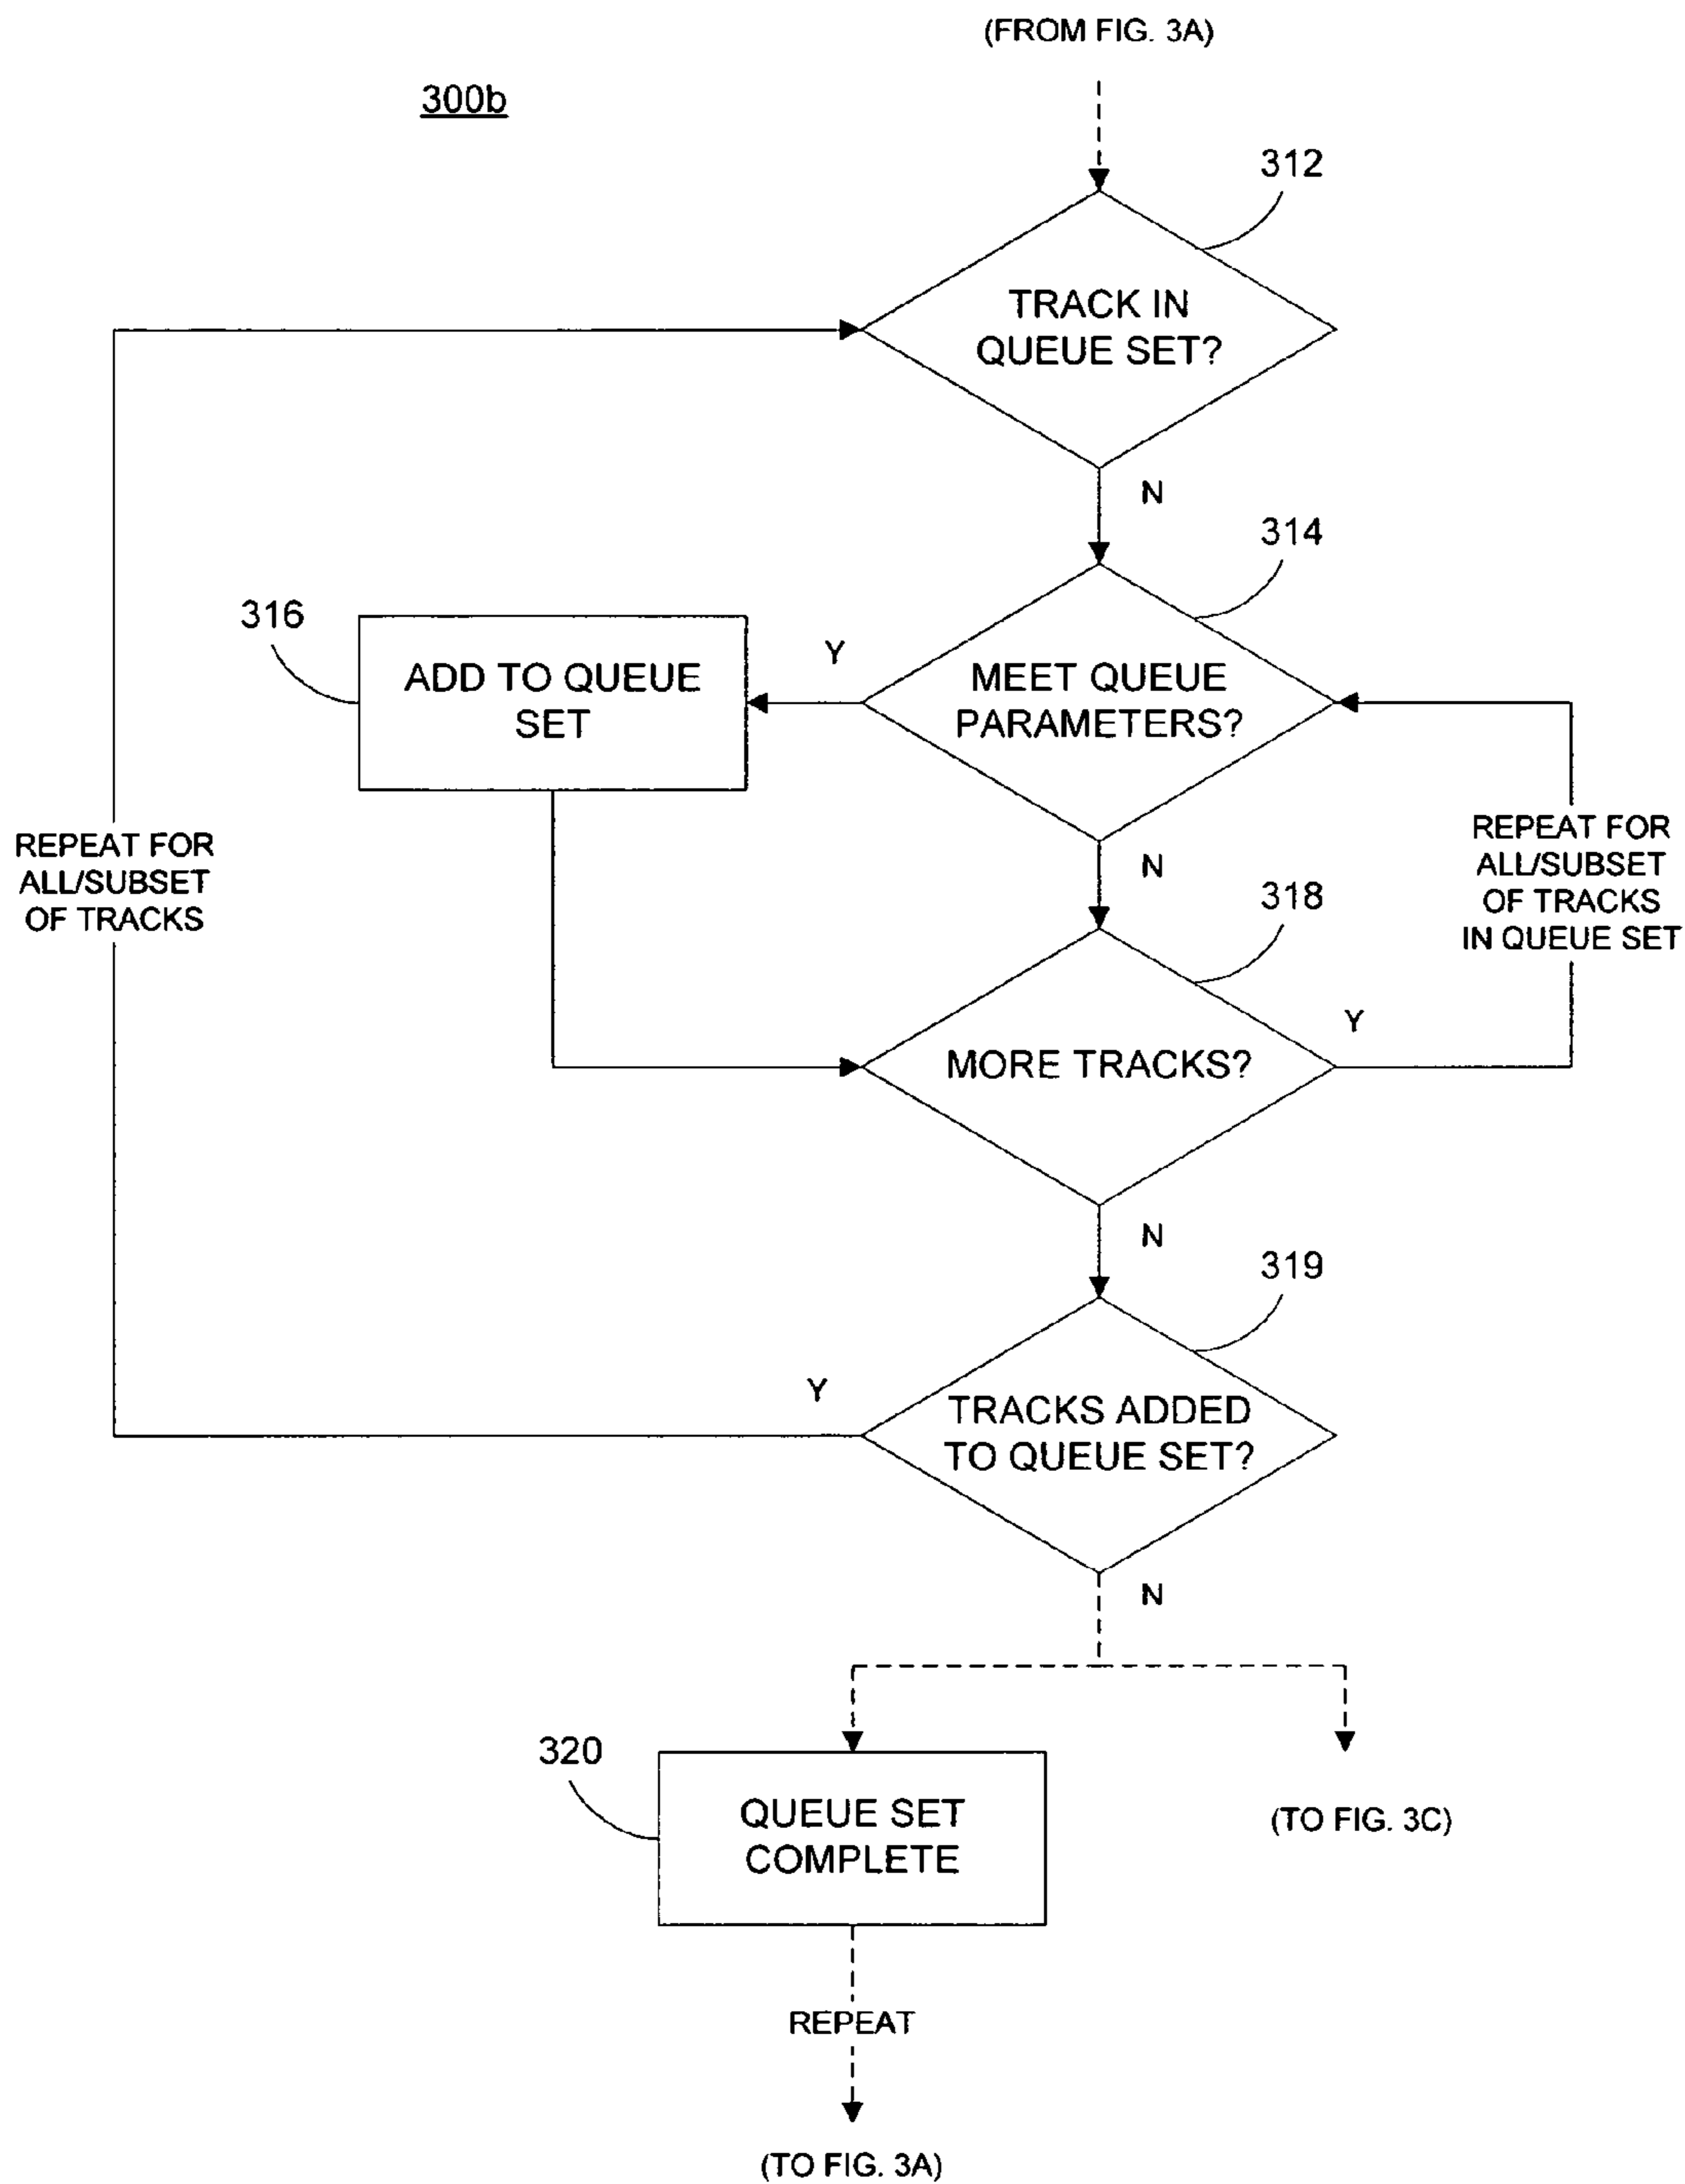 (FROM FIG. 3A)
300b
312
TRACK IN
QUEUE SET?
N
314
316
Y
ADD TO QUEUE
SET
MEET QUEUE
PARAMETERS?
REPEAT FOR
ALL/SUBSET
OF TRACKS
N
REPEAT FOR
ALL/SUBSET
OF TRACKS
IN QUEUE SET
318
Y
MORE TRACKS?
N
319
Y
TRACKS ADDED
TO QUEUE SET?
N
320
QUEUE SET
COMPLETE
(TO FIG. 3C)
REPEAT
(TO FIG. 3A)